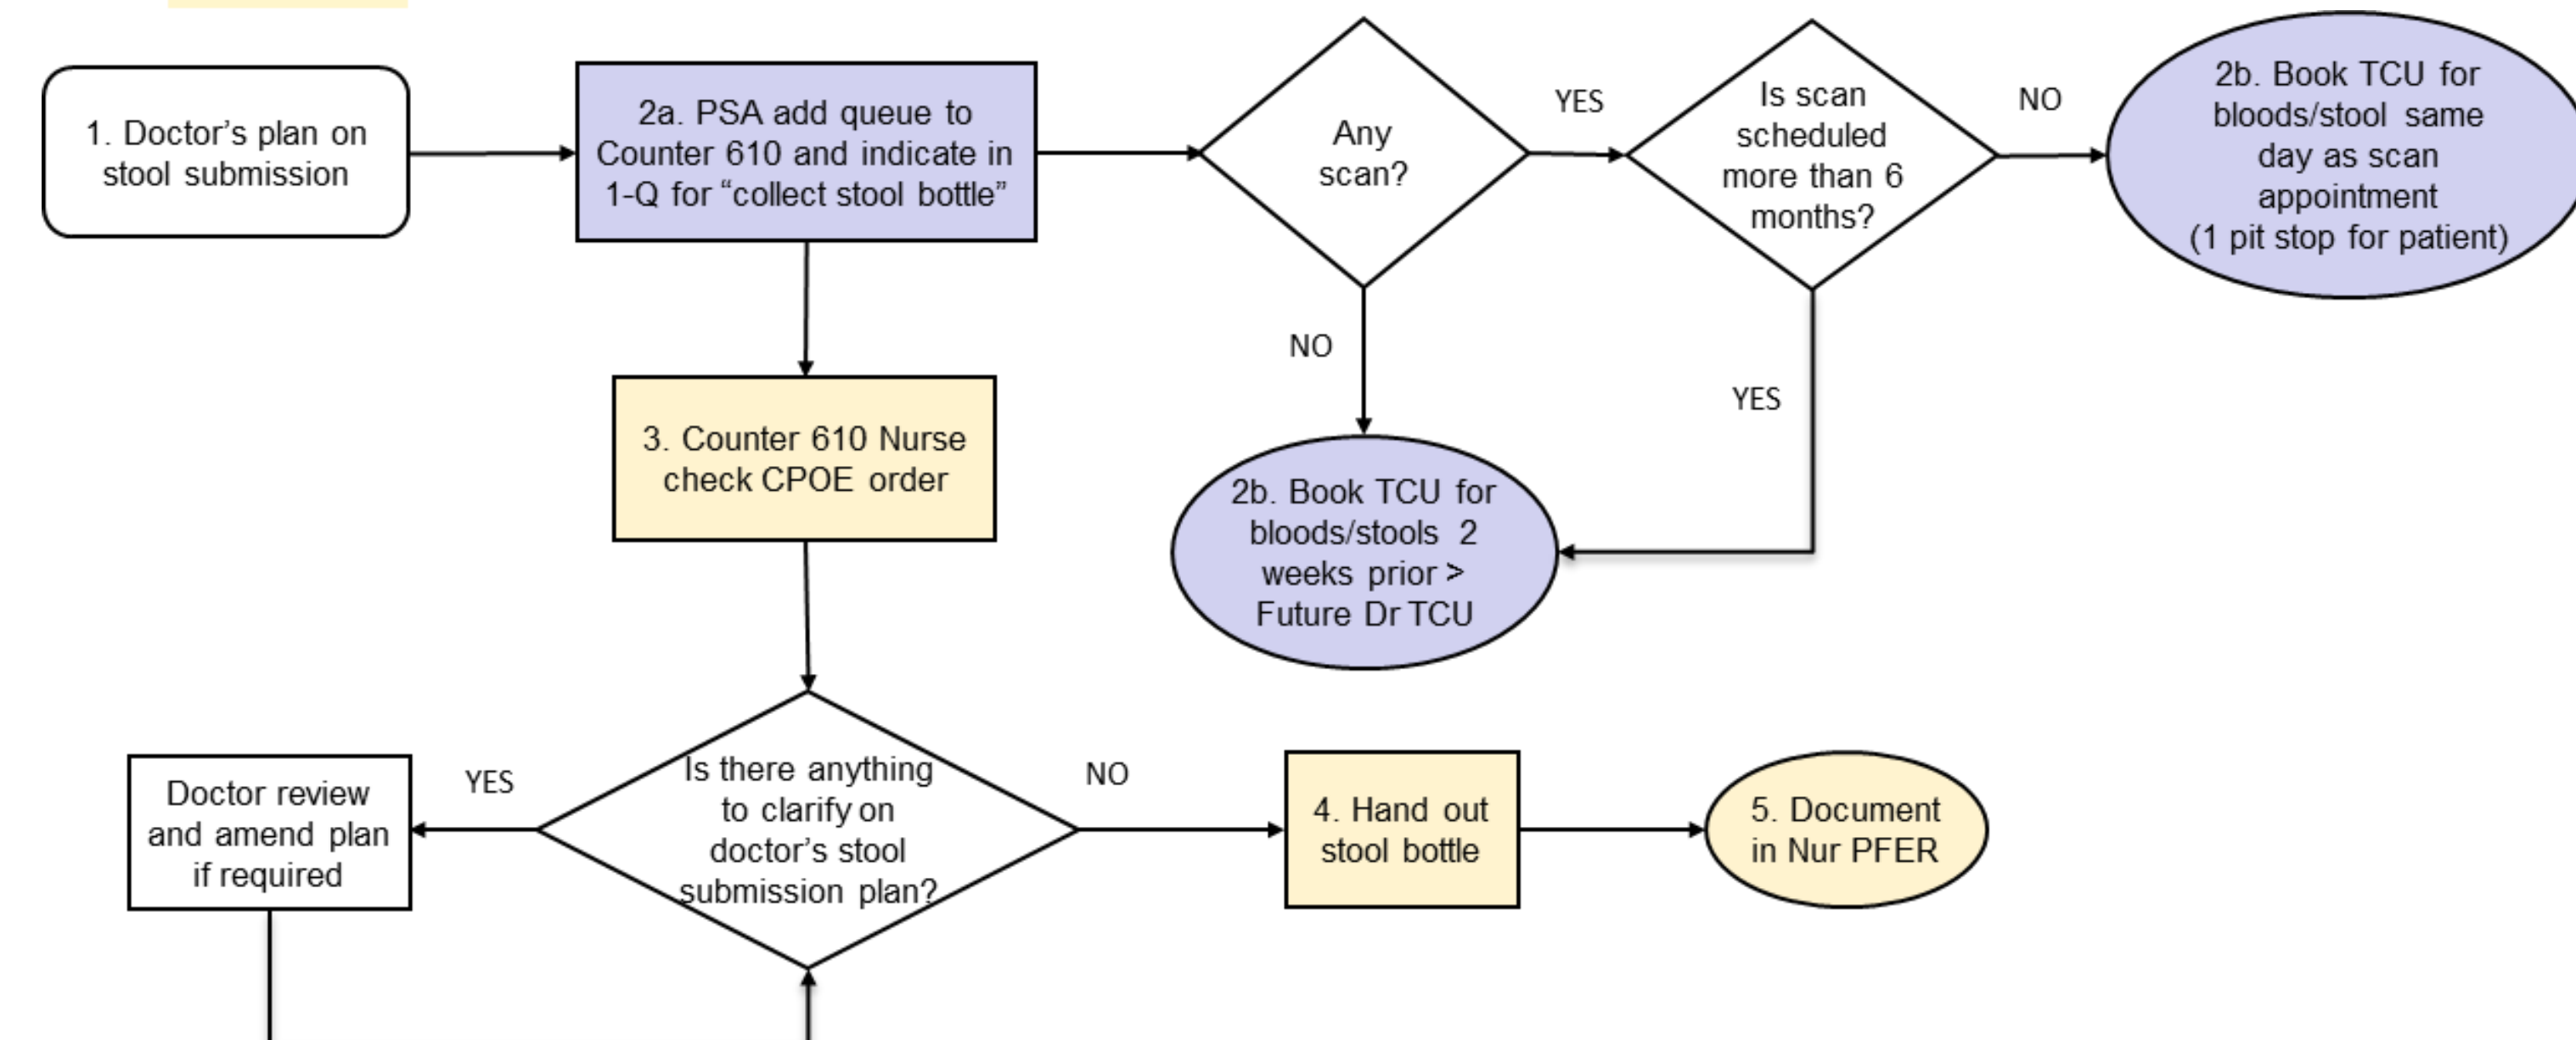 1. Doctor's plan on
stool submission
2a. PSA add queue to
Counter 610 and indicate in
1-Q for “collect stool bottle”
Any
scan?
YES
Is scan
scheduled
more than 6
months?
NO
2b. Book TCU for
bloods/stool same
day as scan
appointment
(1 pit stop for patient)
NO
YES
3. Counter 610 Nurse
check CPOE order
2b. Book TCU for
bloods/stools 2
weeks prior >
Future Dr TCU
Doctor review
and amend plan
if required
YES
Is there anything
to clarify on
doctor's stool
submission plan?
NO
4. Hand out
stool bottle
5. Document
in Nur PFER